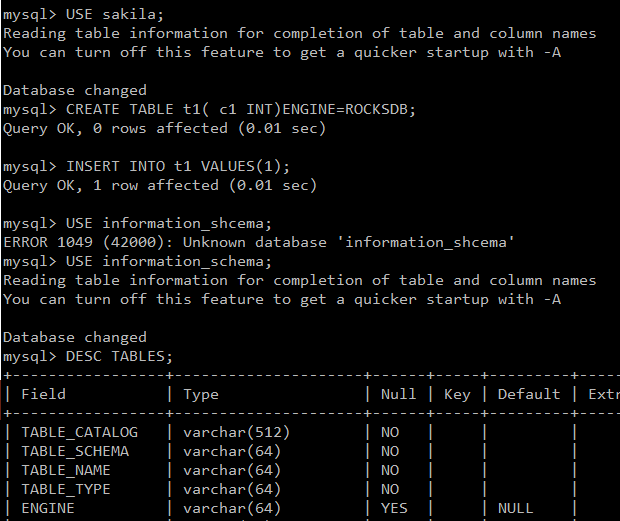 mysql> USE sakila;
Reading table information for completion of table and column names
You can turn off this feature to get a quicker startup with -A
Database changed
mysql> CREATE TABLE t1( c1 INT)ENGINE=ROCKSDB;
Query OK, 0 rows affected (0.01 sec)
mysql> INSERT INTO t1 VALUES(1);
Query OK, 1 row affected (0.01 sec)
mysql> USE information_shcema;
ERROR 1049 (42000): Unknown database 'information_shcema'
mysql> USE information_schema;
Reading table information for completion of table and column names
You can turn off this feature to get a quicker startup with -A
Database changed
mysql> DESC TABLES;
+-----------------+---------------------+------+-----+---------+-----
| Field           | Type                | Null | Key | Default | Extr
+-----------------+---------------------+------+-----+---------+-----
| TABLE_CATALOG   | varchar(512)        | NO   |     |         |
| TABLE_SCHEMA    | varchar(64)         | NO   |     |         |
| TABLE_NAME      | varchar(64)         | NO   |     |         |
| TABLE_TYPE      | varchar(64)         | NO   |     |         |
| ENGINE          | varchar(64)         | YES  |     | NULL    |